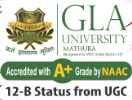 GLA
UNIVERSITY
MATHURA
Recognised by UGC Under Section 2(f)
Accredited with A+ Grade by NAAC
12-B Status from UGC